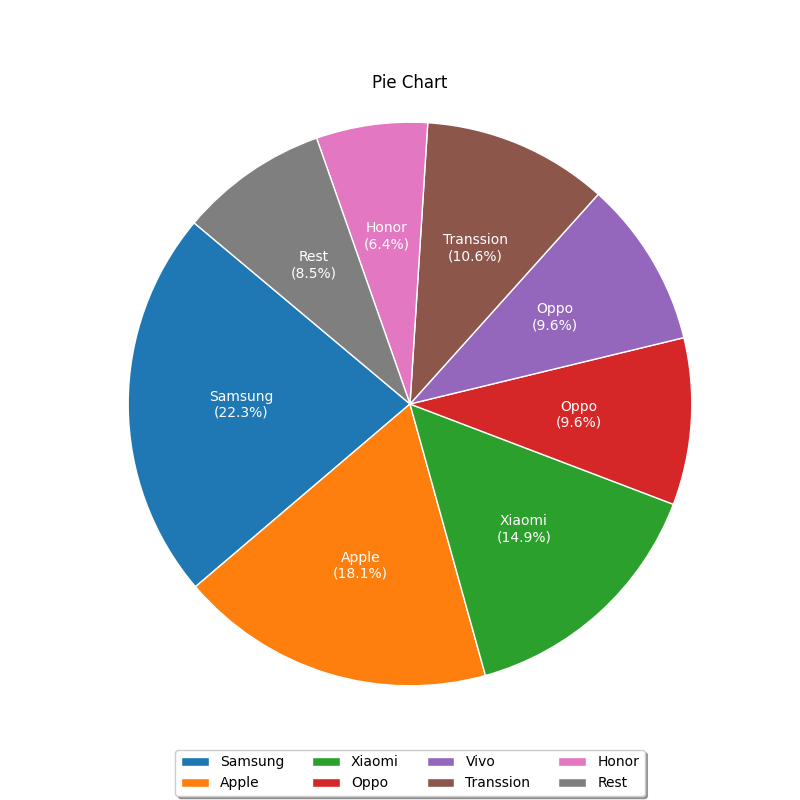 Pie Chart
Honor
(6.4%)
Transsion
(10.6%)
Rest
(8.5%)
Oppo
(9.6%)
Samsung
(22.3%)
Oppo
(9.6%)
Xiaomi
(14.9%)
Apple
(18.1%)
Samsung Xiaomi Vivo Honor
Apple Oppo Transsion Rest